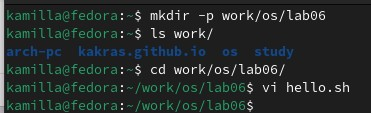 kamilla@fedora:~$ mkdir -p work/os/lab06
kamilla@fedora:~$ ls work/
arch-pc kakras.github.io os study
kamilla@fedora:~$ cd work/os/lab06/
kamilla@fedora:~/work/os/lab06$ vi hello.sh
kamilla@fedora:~/work/os/lab06$